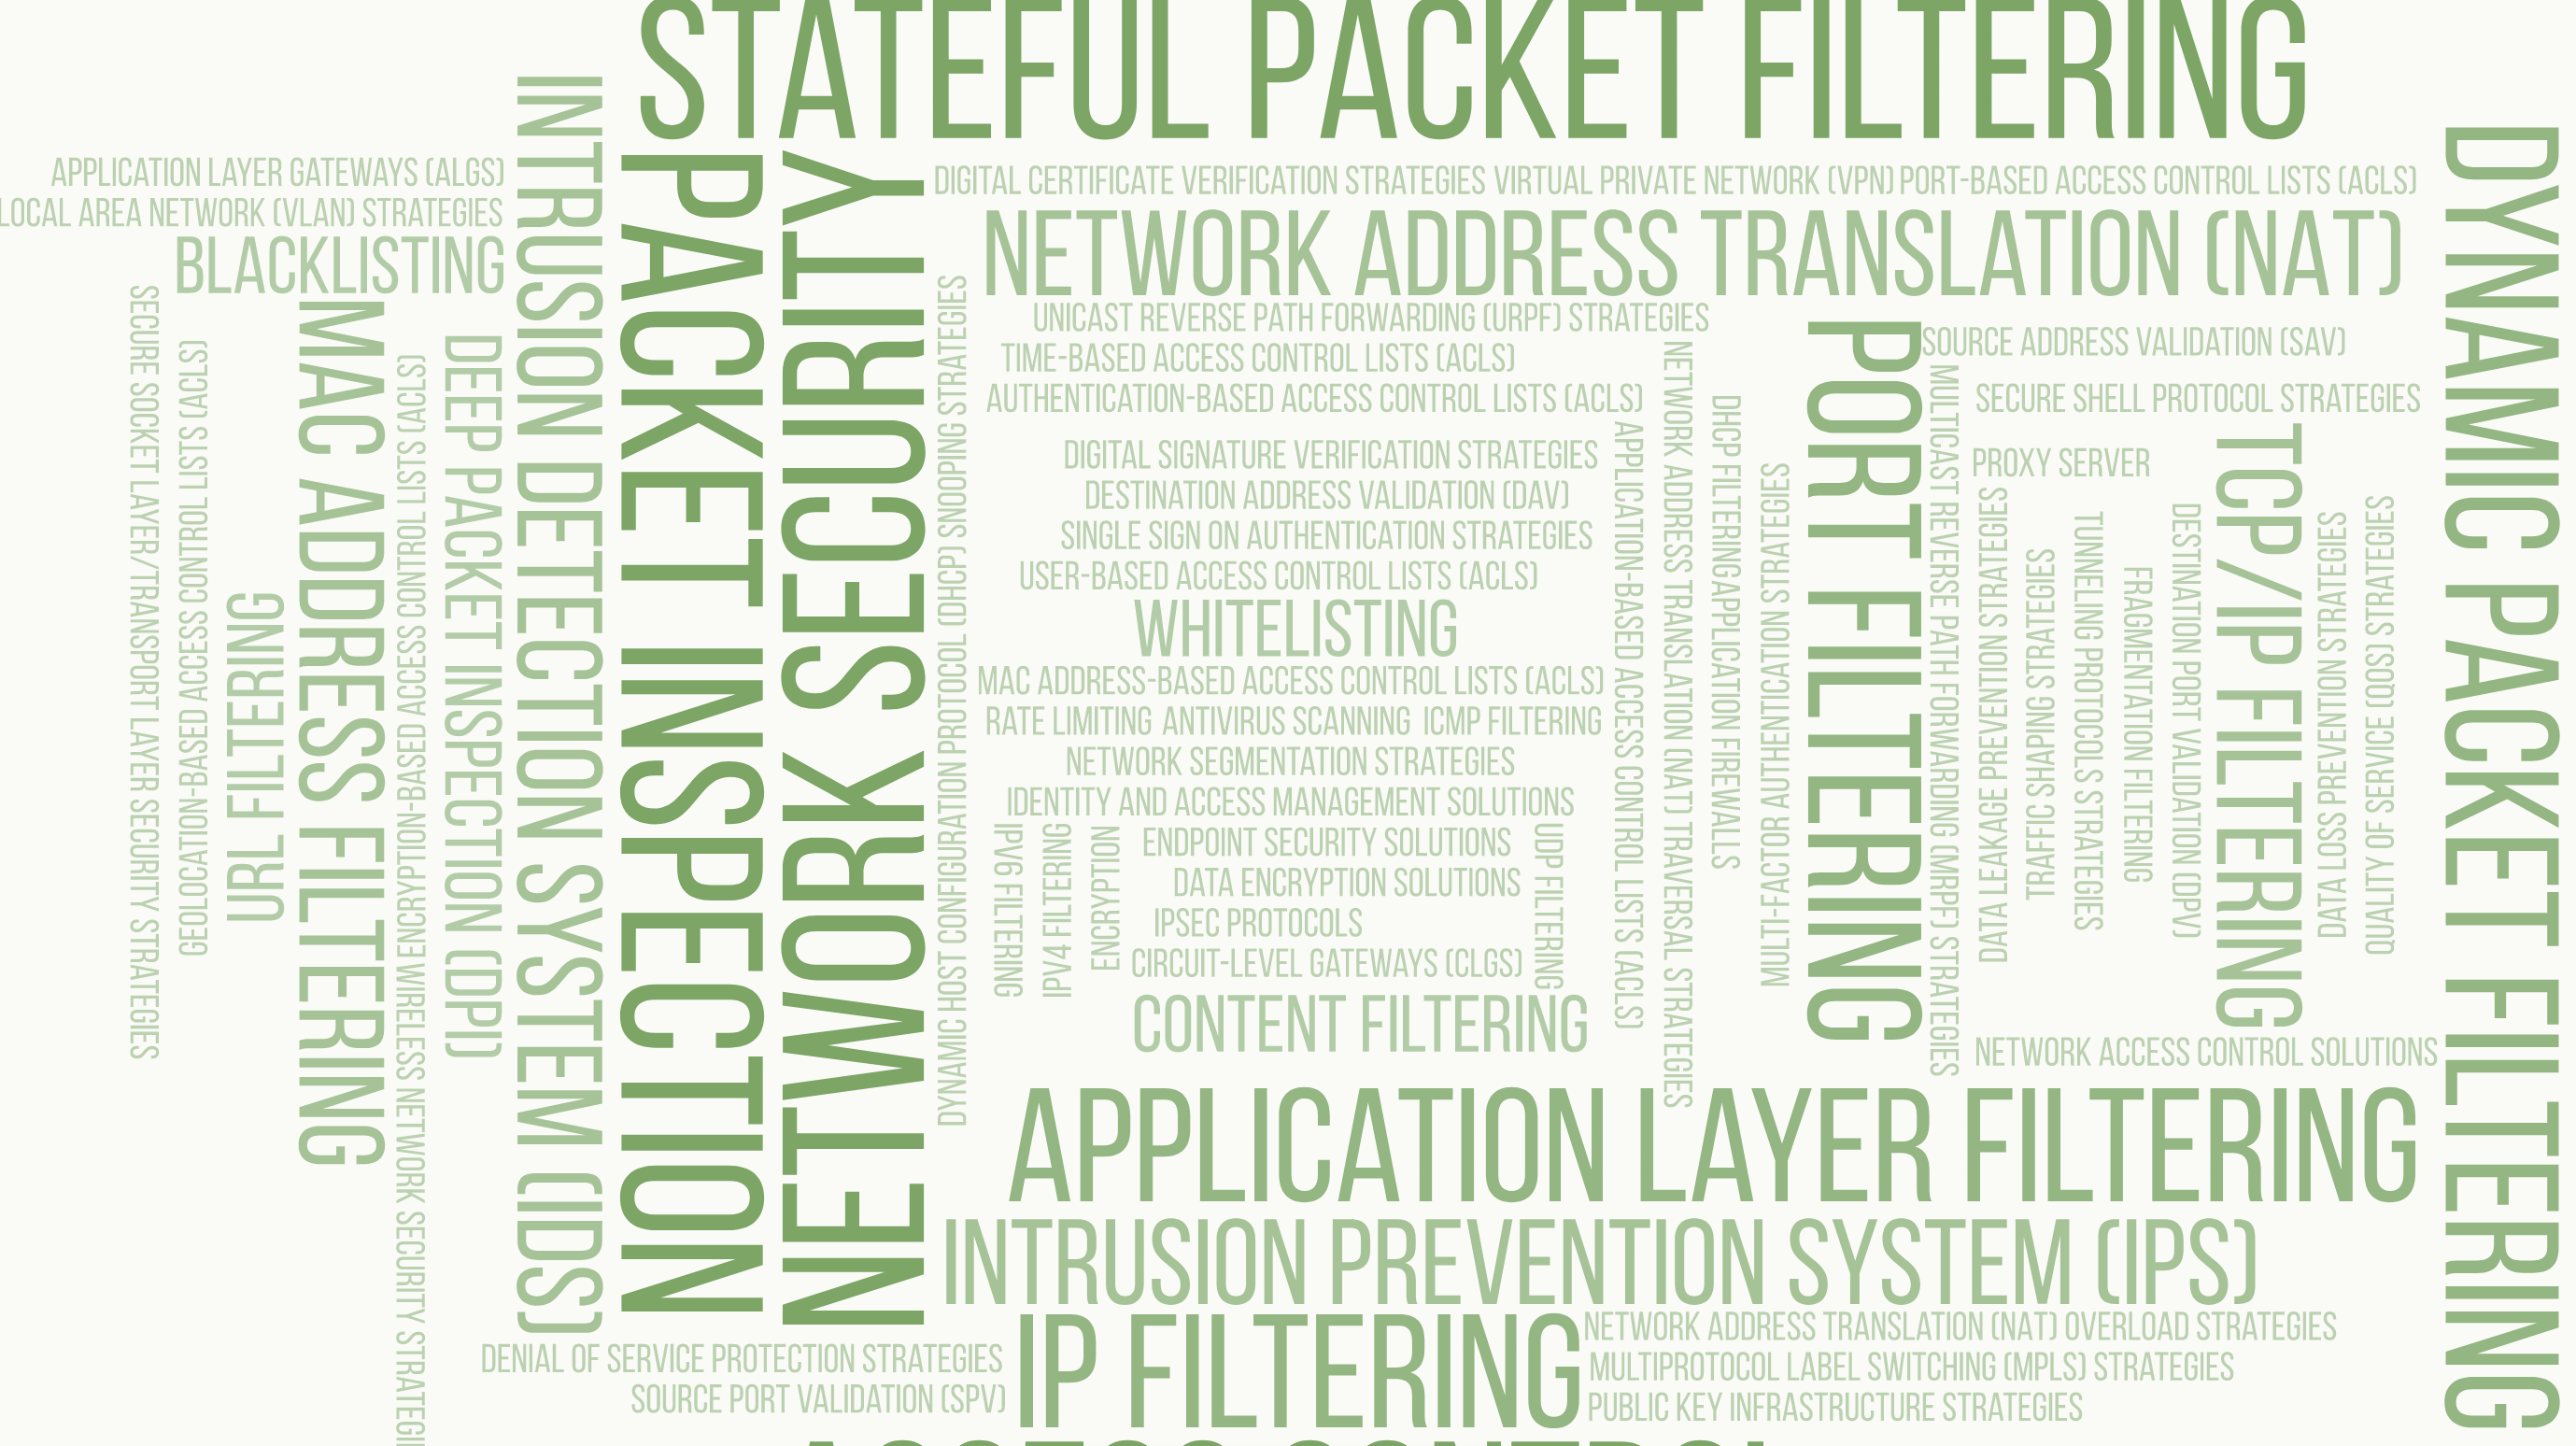 STATEFUL PACKET FILTERING
INTRUSION DETECTION SYSTEM (IDS)
PACKET INSPECTION
NETWORK SECURITY
DYNAMIC PACKET FILTERING
APPLICATION LAYER GATEWAYS (ALGS)
LOCAL AREA NETWORK (VLAN) STRATEGIES
BLACKLISTING
DIGITAL CERTIFICATE VERIFICATION STRATEGIES
VIRTUAL PRIVATE NETWORK (VPN)
PORT-BASED ACCESS CONTROL LISTS (ACLS)
NETWORK ADDRESS TRANSLATION (NAT)
SECURE SOCKET LAYER/TRANSPORT LAYER SECURITY STRATEGIES
GEOLOCATION-BASED ACCESS CONTROL LISTS (ACLS)
URL FILTERING
MAC ADDRESS FILTERING
ENCRYPTION-BASED ACCESS CONTROL LISTS (ACLS)
WIRELESS NETWORK SECURITY
DEEP PACKET INSPECTION (DPI)
DYNAMIC HOST CONFIGURATION PROTOCOL (DHCP) SNOOPING STRATEGIES
UNICAST REVERSE PATH FORWARDING (URPF) STRATEGIES
TIME-BASED ACCESS CONTROL LISTS (ACLS)
AUTHENTICATION-BASED ACCESS CONTROL LISTS (ACLS)
DIGITAL SIGNATURE VERIFICATION STRATEGIES
DESTINATION ADDRESS VALIDATION (DAV)
SINGLE SIGN ON AUTHENTICATION STRATEGIES
USER-BASED ACCESS CONTROL LISTS (ACLS)
WHITELISTING
MAC ADDRESS-BASED ACCESS CONTROL LISTS (ACLS)
RATE LIMITING
ANTIVIRUS SCANNING
ICMP FILTERING
NETWORK SEGMENTATION STRATEGIES
IDENTITY AND ACCESS MANAGEMENT SOLUTIONS
IPV6 FILTERING
IPV4 FILTERING
ENCRYPTION
ENDPOINT SECURITY SOLUTIONS
DATA ENCRYPTION SOLUTIONS
IPSEC PROTOCOLS
CIRCUIT-LEVEL GATEWAYS (CLGS)
UDP FILTERING
CONTENT FILTERING
APPLICATION-BASED ACCESS CONTROL LISTS (ACLS)
NETWORK ADDRESS TRANSLATION (NAT) TRAVERSAL STRATEGIES
DHCP FILTERING
APPLICATION FIREWALLS
MULTI-FACTOR AUTHENTICATION STRATEGIES
PORT FILTERING
SOURCE ADDRESS VALIDATION (SAV)
MULTICAST REVERSE PATH FORWARDING (MRPF) STRATEGIES
SECURE SHELL PROTOCOL STRATEGIES
PROXY SERVER
DATA LEAKAGE PREVENTION STRATEGIES
TRAFFIC SHAPING STRATEGIES
TUNNELING PROTOCOLS STRATEGIES
FRAGMENTATION FILTERING
DESTINATION PORT VALIDATION (DPV)
TCP/IP FILTERING
DATA LOSS PREVENTION STRATEGIES
QUALITY OF SERVICE (QOS) STRATEGIES
NETWORK ACCESS CONTROL SOLUTIONS
APPLICATION LAYER FILTERING
INTRUSION PREVENTION SYSTEM (IPS)
DENIAL OF SERVICE PROTECTION STRATEGIES
SOURCE PORT VALIDATION (SPV)
IP FILTERING
NETWORK ADDRESS TRANSLATION (NAT) OVERLOAD STRATEGIES
MULTIPROTOCOL LABEL SWITCHING (MPLS) STRATEGIES
PUBLIC KEY INFRASTRUCTURE STRATEGIES